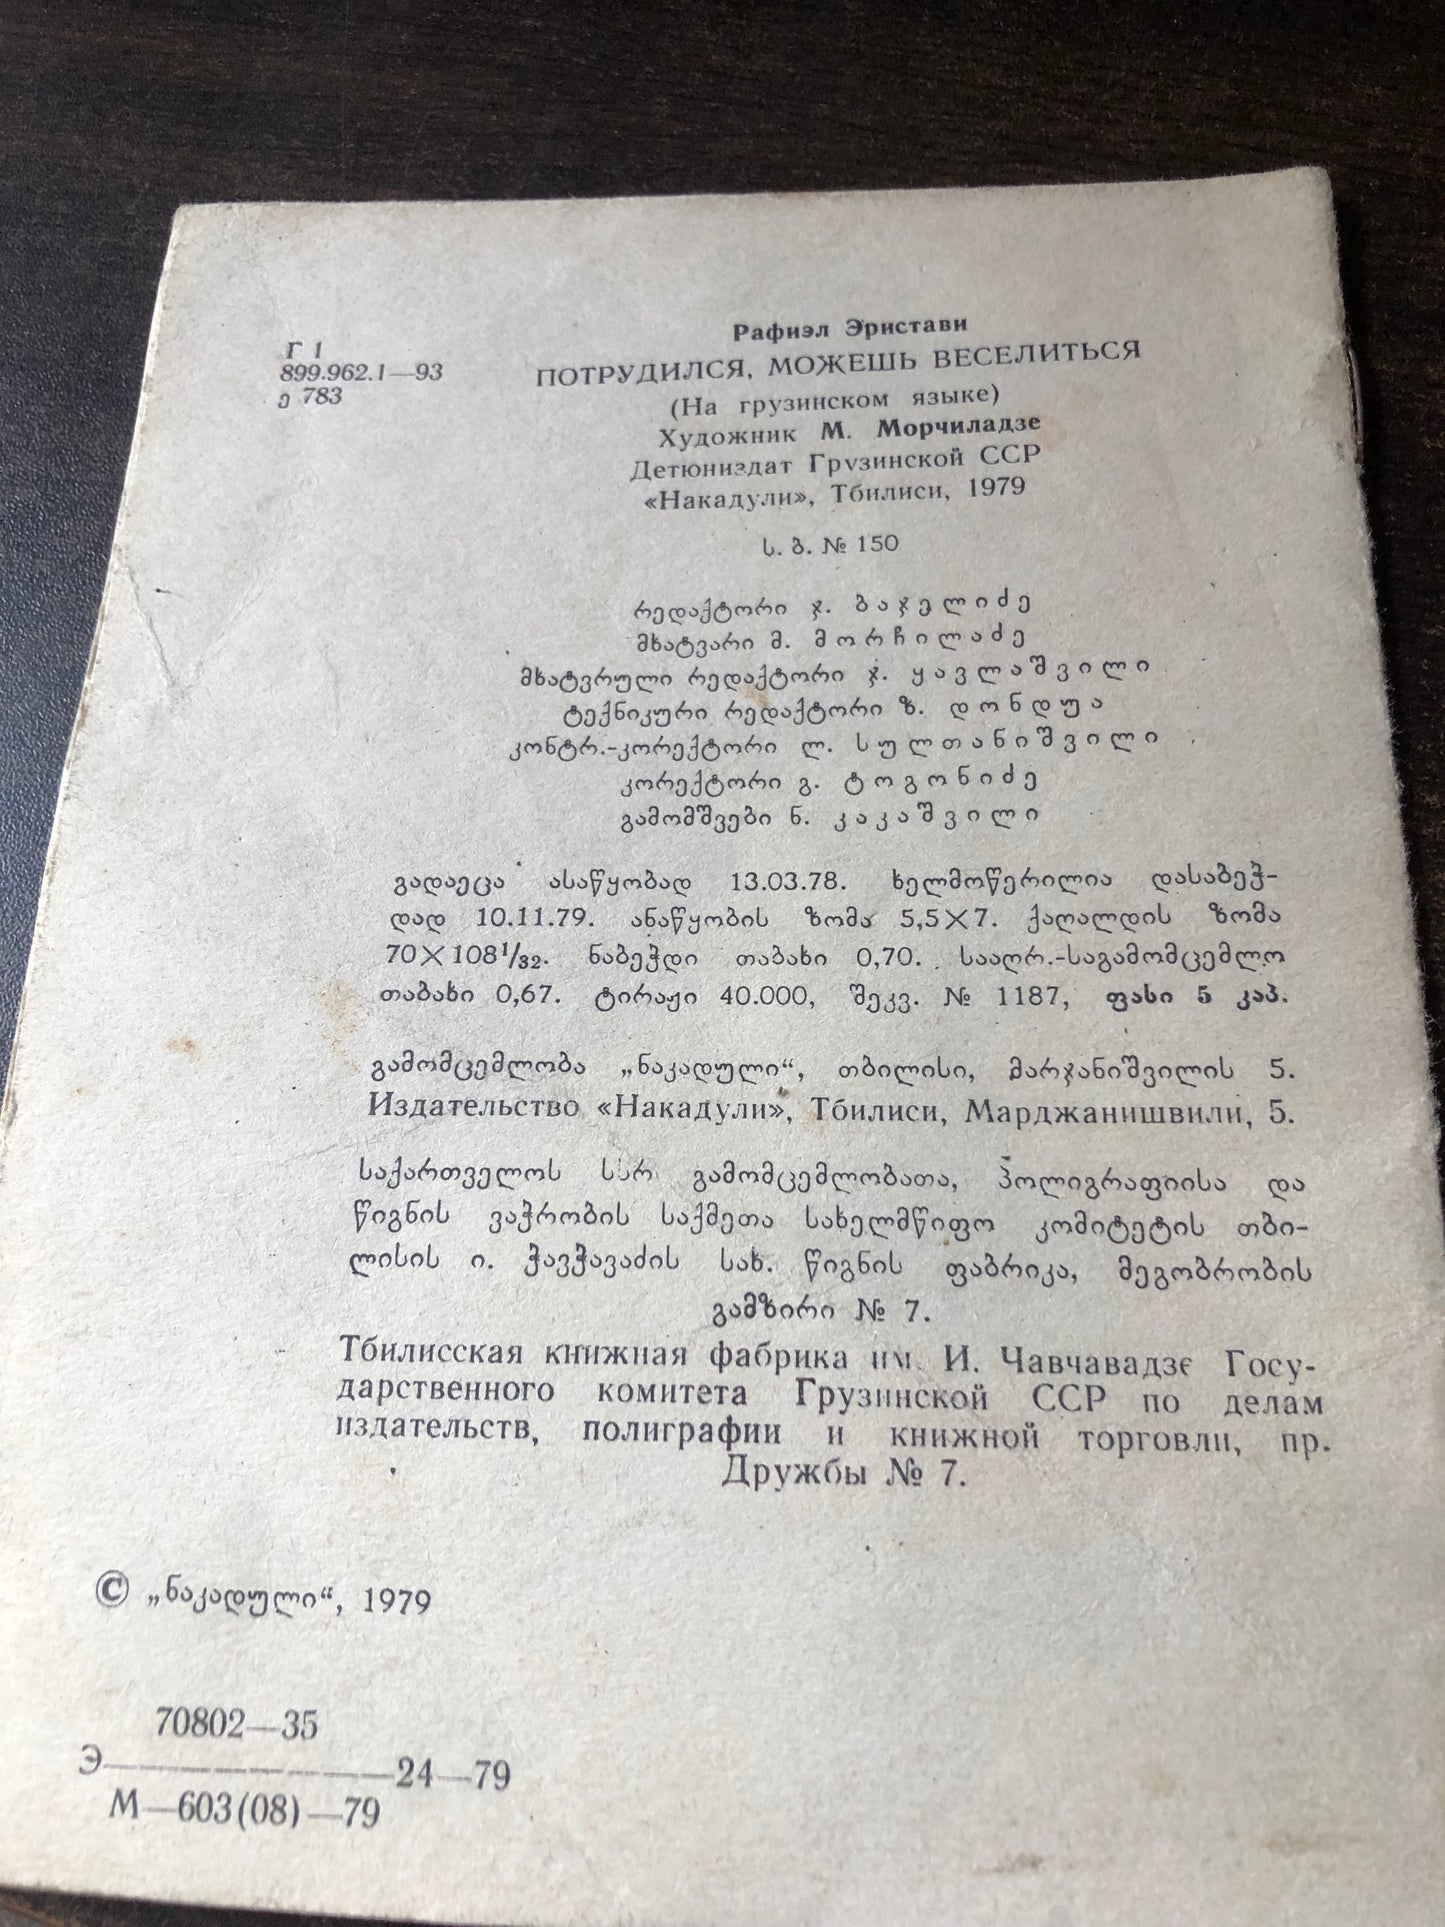 Г 1
899.962.1—93
ე 783
Рафиэл Эристави
ПОТРУДИЛСЯ, МОЖЕШЬ ВЕСЕЛИТЬСЯ
(На грузинском языке)
Художник М. Морчиладзе
Детюниздат Грузинской ССР
«Накадули», Тбилиси, 1979
ს. ბ. № 150
რედაქტორი ჯ. ბაჯელიძე
მხატვარი მ. მორჩილაძე
მხატვრული რედაქტორი ჯ. ყავლაშვილი
ტექნიკური რედაქტორი ზ. დონდუა
კონტრ.-კორექტორი ლ. სულთანიშვილი
კორექტორი გ. ტოგონიძე
გამომშვები ნ. კაკაშვილი
გადაეცა ასაწყობად 13.03.78. ხელმოწერილია დასაბეჭ-
დად 10.11.79. ანაწყობის ზომა 5,5×7. ქაღალდის ზომა
70×108¹/₃₂. ნაბეჭდი თაბახი 0,70. სააღრ.-საგამომცემლო
თაბახი 0,67. ტირაჟი 40.000, შეკვ. № 1187, ფასი 5 კაპ.
გამომცემლობა „ნაკადული“, თბილისი, მარჯანიშვილის 5.
Издательство «Накадули», Тбилиси, Марджанишвили, 5.
საქართველოს სსრ გამომცემლობათა, პოლიგრაფიისა და
წიგნის ვაჭრობის საქმეთა სახელმწიფო კომიტეტის თბი-
ლისის ი. ჭავჭავაძის სახ. წიგნის ფაბრიკა, მეგობრობის
გამზირი № 7.
Тбилисская книжная фабрика им. И. Чавчавадзе Госу-
дарственного комитета Грузинской ССР по делам
издательств, полиграфии и книжной торговли, пр.
Дружбы № 7.
© „ნაკადული“, 1979
70802—35
Э————————24—79
М—603(08)—79